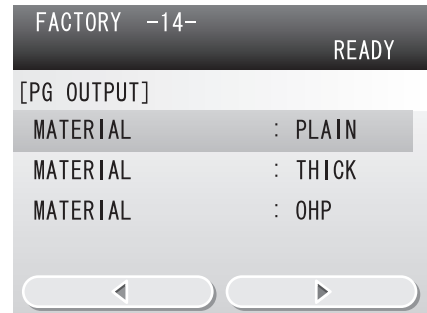 FACTORY -14-
READY
[PG OUTPUT]
MATERIAL : PLAIN
MATERIAL : THICK
MATERIAL : OHP